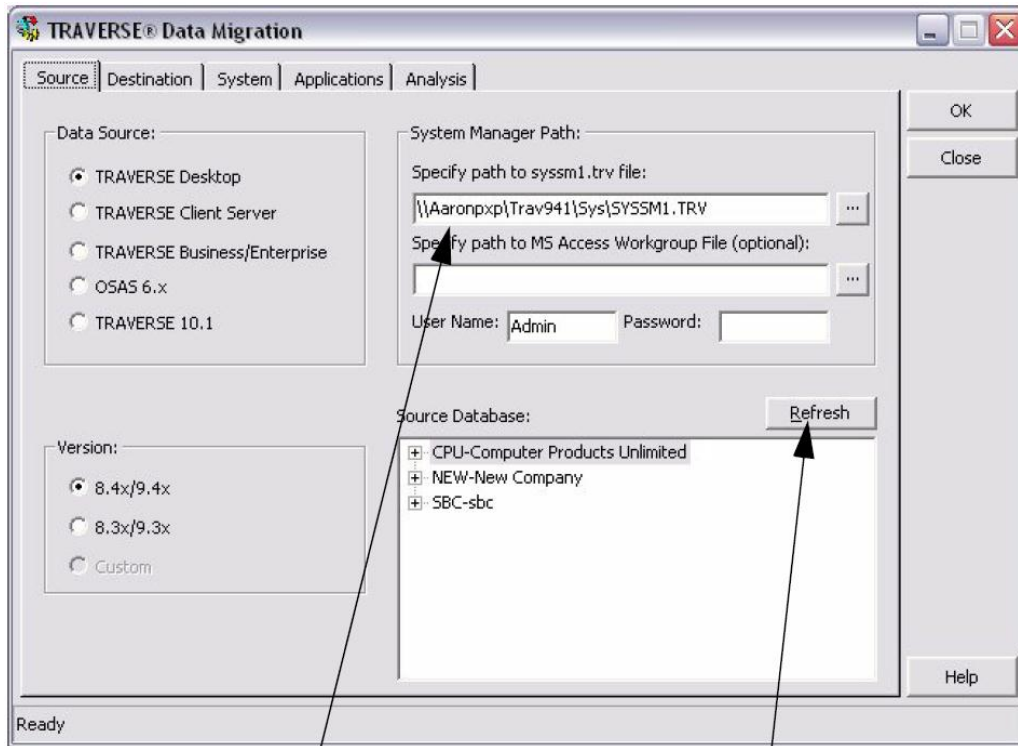 TRAVERSE® Data Migration
Source Destination System Applications Analysis
OK
Close
Data Source:
TRAVERSE Desktop
TRAVERSE Client Server
TRAVERSE Business/Enterprise
OSAS 6.x
TRAVERSE 10.1
System Manager Path:
Specify path to syssm1.trv file:
\\Aaronpxp\Trav941\Sys\SYSSM1.TRV
...
Specify path to MS Access Workgroup File (optional):
...
User Name: Admin Password:
Version:
8.4x/9.4x
8.3x/9.3x
Custom
Source Database:
Refresh
CPU-Computer Products Unlimited
NEW-New Company
SBC-sbc
Help
Ready